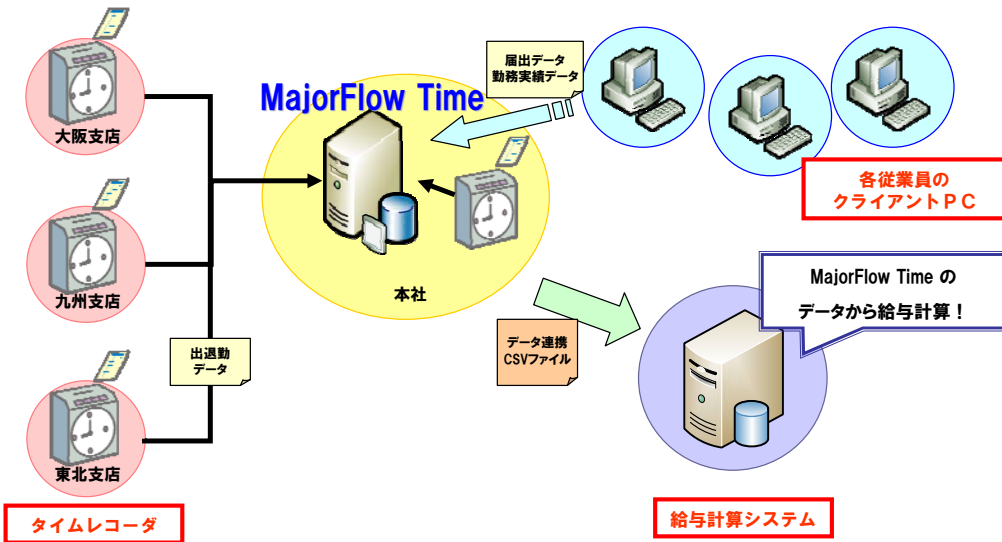 大阪支店
九州支店
出退勤
データ
東北支店
タイムレコーダ
MajorFlow Time
本社
届出データ
勤務実績データ
各従業員の
クライアントPC
データ連携
CSVファイル
MajorFlow Time の
データから給与計算！
給与計算システム